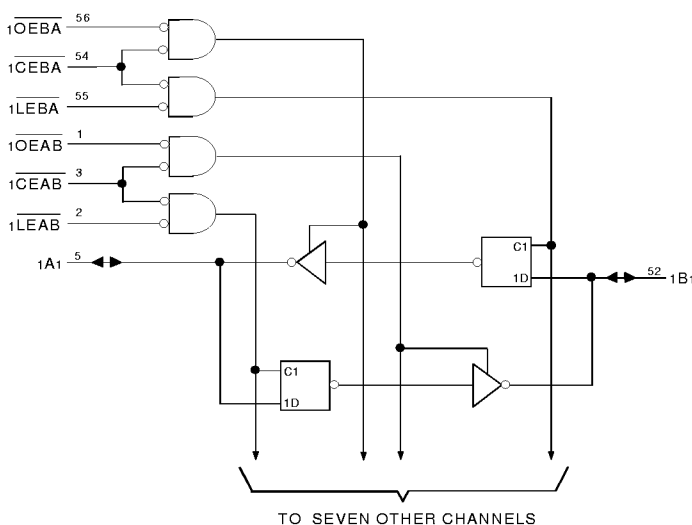 1OEBA 56
1CEBA 54
1LEBA 55
1OEAB 1
1CEAB 3
1LEAB 2
1A1 5
C1
1D
52 1B1
C1
1D
TO SEVEN OTHER CHANNELS